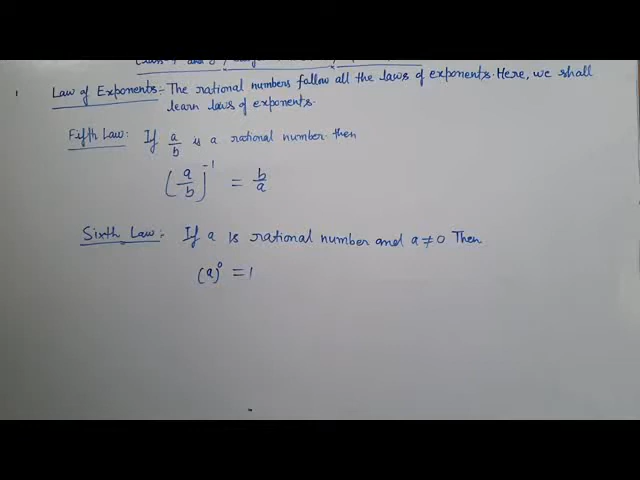 Law of Exponents:- The rational numbers follow all the laws of exponents. Here, we shall
learn laws of exponents.
Fifth Law: If a/b is a rational number then
(a/b)^-1 = b/a
Sixth Law:- If a is rational number and a ≠ 0 Then
(a)^0 = 1